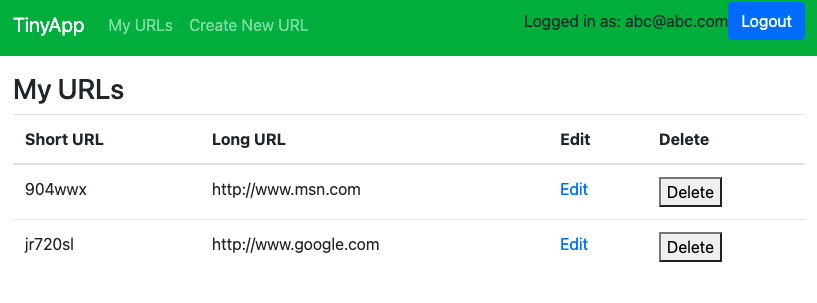 TinyApp My URLs Create New URL Logged in as: abc@abc.com Logout
My URLs
Short URL Long URL Edit Delete
904wwx http://www.msn.com Edit Delete
jr720sl http://www.google.com Edit Delete